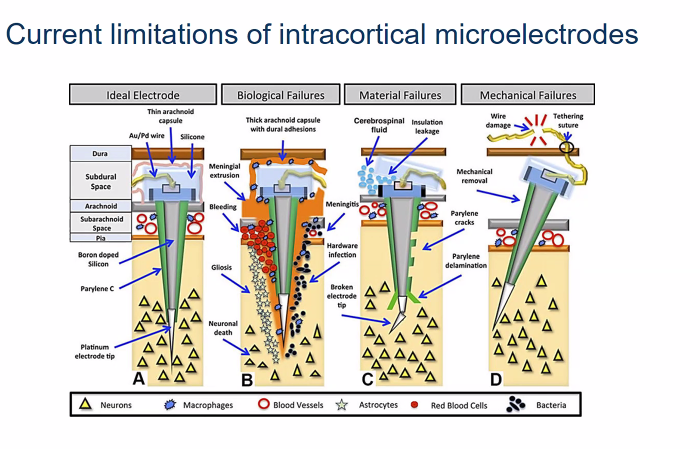 Current limitations of intracortical microelectrodes
Ideal Electrode
Biological Failures
Material Failures
Mechanical Failures
Thin arachnoid
capsule
Au/Pd wire
Silicone
Dura
Subdural
Space
Arachnoid
Subarachnoid
Space
Pia
Boron doped
Silicon
Parylene C
Platinum
electrode tip
A
Thick arachnoid capsule
with dural adhesions
Meningial
extrusion
Bleeding
Gliosis
Neuronal
death
Meningitis
Hardware
infection
B
Cerebrospinal
fluid
Insulation
leakage
Broken
electrode
tip
Parylene
cracks
Parylene
delamination
C
Wire
damage
Tethering
suture
Mechanical
removal
D
Neurons
Macrophages
Blood Vessels
Astrocytes
Red Blood Cells
Bacteria